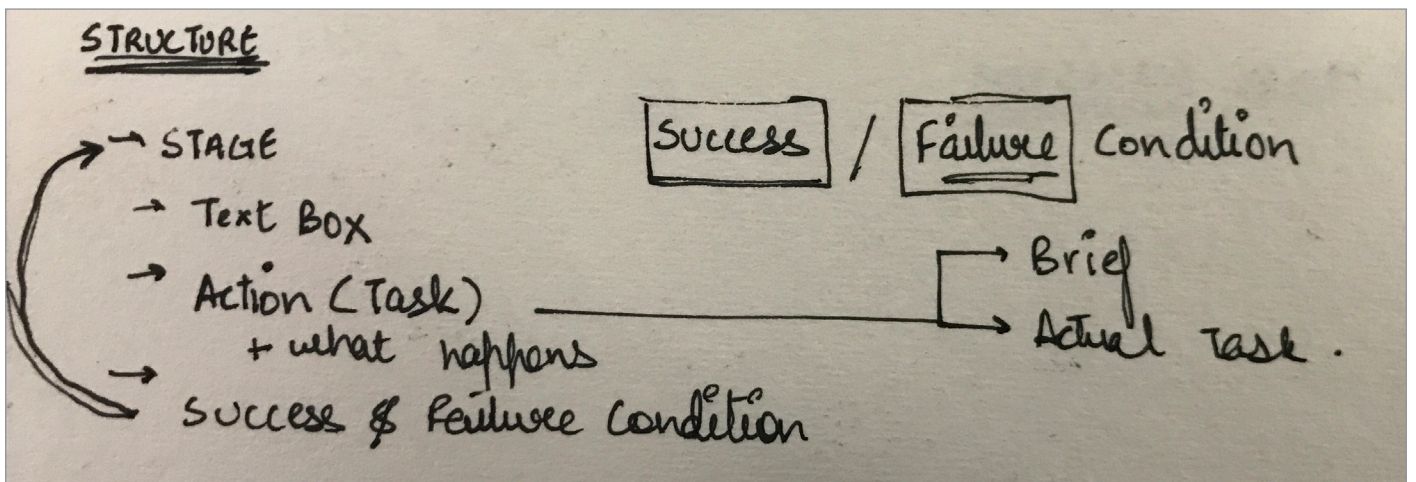 STRUCTURE
→ STAGE
→ Text Box
→ Action (Task)
+ what happens
→ Success & Failure Condition
Success / Failure Condition
→ Brief
→ Actual Task.